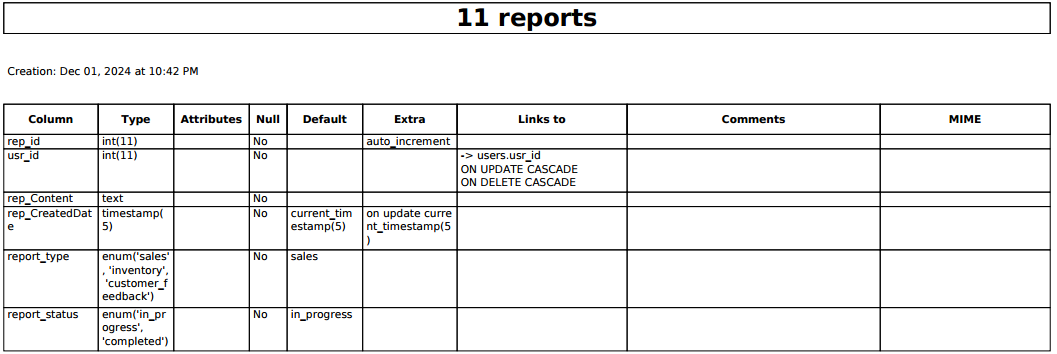 11 reports
Creation: Dec 01, 2024 at 10:42 PM
Column Type Attributes Null Default Extra Links to Comments MIME
rep_id int(11) No auto_increment
usr_id int(11) No -> users.usr_id
ON UPDATE CASCADE
ON DELETE CASCADE
rep_Content text No
rep_CreatedDat timestamp( No current_tim on update curre
e 5) estamp(5) nt_timestamp(5
)
report_type enum('sales' No sales
, 'inventory',
'customer_f
eedback')
report_status enum('in_pr No in_progress
ogress',
'completed')